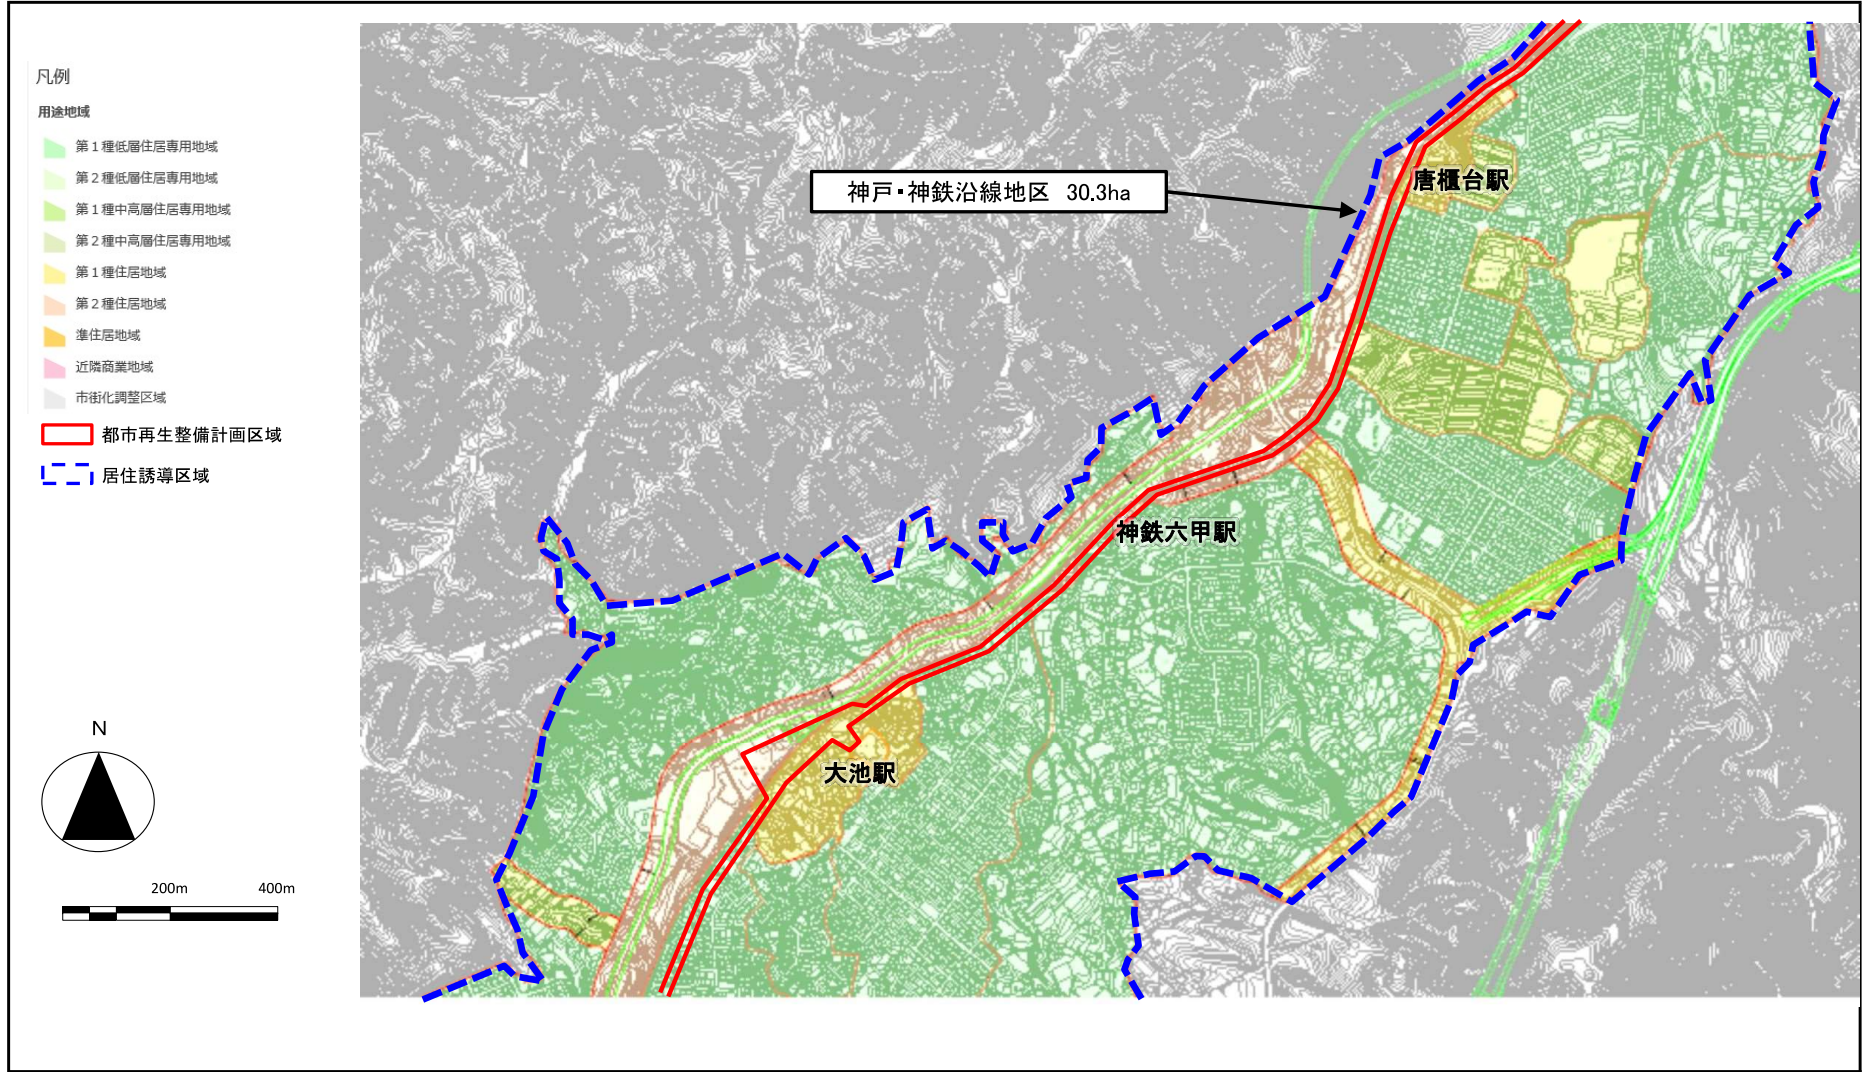 凡例
用途地域
第1種低層住居専用地域
第2種低層住居専用地域
第1種中高層住居専用地域
第2種中高層住居専用地域
第1種住居地域
第2種住居地域
準住居地域
近隣商業地域
市街化調整区域
都市再生整備計画区域
居住誘導区域
神戸・神鉄沿線地区 30.3ha
唐櫃台駅
神鉄六甲駅
大池駅
N
200m 400m